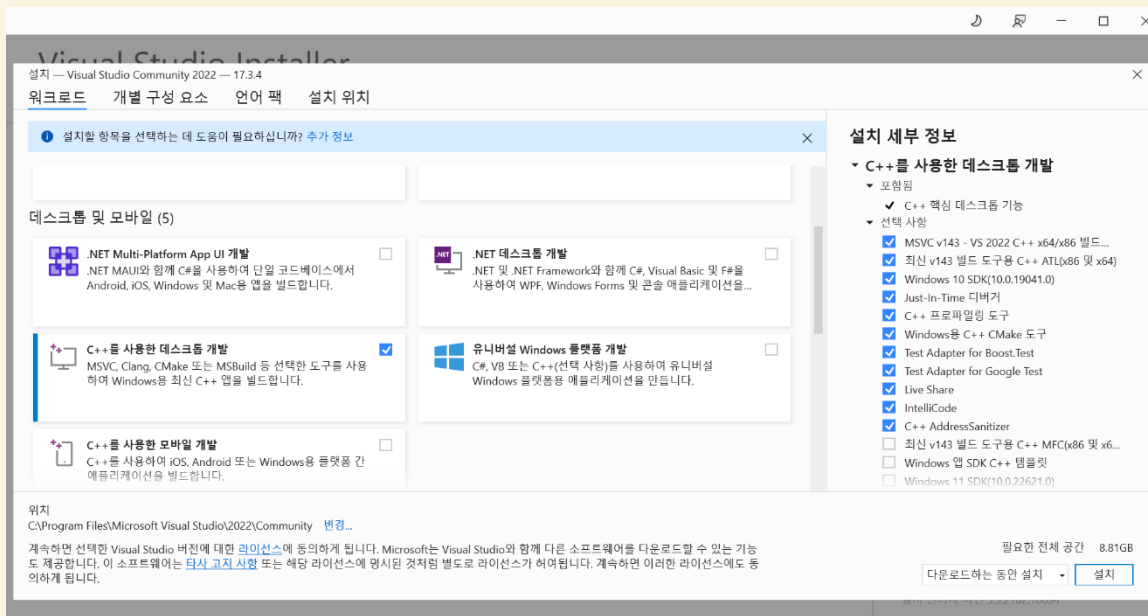 Visual Studio Installer
설치 — Visual Studio Community 2022 — 17.3.4
워크로드 개별 구성 요소 언어 팩 설치 위치
설치할 항목을 선택하는 데 도움이 필요하십니까? 추가 정보
데스크톱 및 모바일 (5)
.NET Multi-Platform App UI 개발
.NET MAUI와 함께 C#을 사용하여 단일 코드베이스에서
Android, iOS, Windows 및 Mac용 앱을 빌드합니다.
.NET
.NET 데스크톱 개발
.NET 및 .NET Framework와 함께 C#, Visual Basic 및 F#을
사용하여 WPF, Windows Forms 및 콘솔 애플리케이션을...
C++를 사용한 데스크톱 개발
MSVC, Clang, CMake 또는 MSBuild 등 선택한 도구를 사용
하여 Windows용 최신 C++ 앱을 빌드합니다.
유니버설 Windows 플랫폼 개발
C#, VB 또는 C++(선택 사항)를 사용하여 유니버설
Windows 플랫폼용 애플리케이션을 만듭니다.
C++를 사용한 모바일 개발
C++를 사용하여 iOS, Android 또는 Windows용 플랫폼 간
애플리케이션을 빌드합니다.
설치 세부 정보
C++를 사용한 데스크톱 개발
포함됨
C++ 핵심 데스크톱 기능
선택 사항
MSVC v143 - VS 2022 C++ x64/x86 빌드...
최신 v143 빌드 도구용 C++ ATL(x86 및 x64)
Windows 10 SDK(10.0.19041.0)
Just-In-Time 디버거
C++ 프로파일링 도구
Windows용 C++ CMake 도구
Test Adapter for Boost.Test
Test Adapter for Google Test
Live Share
IntelliCode
C++ AddressSanitizer
최신 v143 빌드 도구용 C++ MFC(x86 및 x6...
Windows 앱 SDK C++ 템플릿
Windows 11 SDK(10.0.22621.0)
위치
C:\Program Files\Microsoft Visual Studio\2022\Community 변경...
계속하면 선택한 Visual Studio 버전에 대한 라이선스에 동의하게 됩니다. Microsoft는 Visual Studio와 함께 다른 소프트웨어를 다운로드할 수 있는 기능
도 제공합니다. 이 소프트웨어는 타사 고지 사항 또는 해당 라이선스에 명시된 것처럼 별도로 라이선스가 허여됩니다. 계속하면 이러한 라이선스에도 동
의하게 됩니다.
필요한 전체 공간 8.81GB
다운로드하는 동안 설치 설치